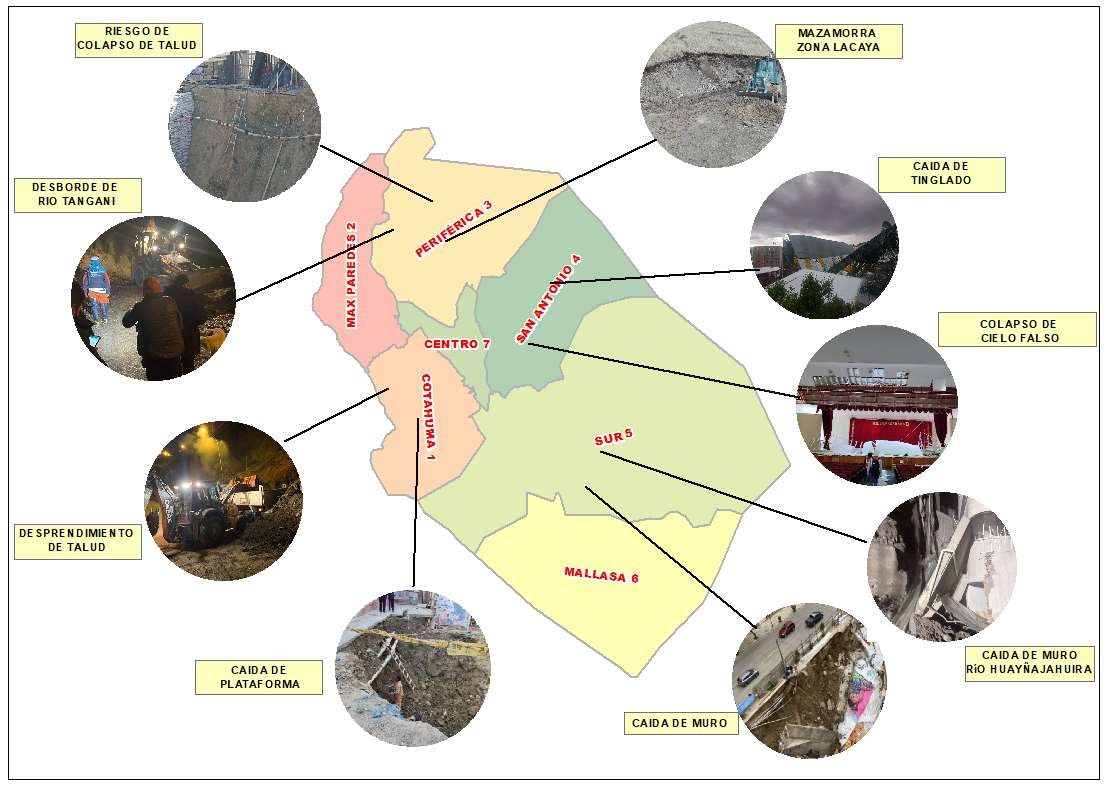 RIESGO DE
COLAPSO DE TALUD
MAZAMORRA
ZONA LACAYA
DESBORDE DE
RIO TANGANI
CAIDA DE
TINGLADO
MAX PAREDES 2
PERIFÉRICA 3
SAN ANTONIO 4
CENTRO 7
COTAHUMA 1
SUR 5
MALLASA 6
COLAPSO DE
CIELO FALSO
DESPRENDIMIENTO
DE TALUD
CAIDA DE
PLATAFORMA
CAIDA DE MURO
RíO HUAYÑAJAHUIRA
CAIDA DE MURO